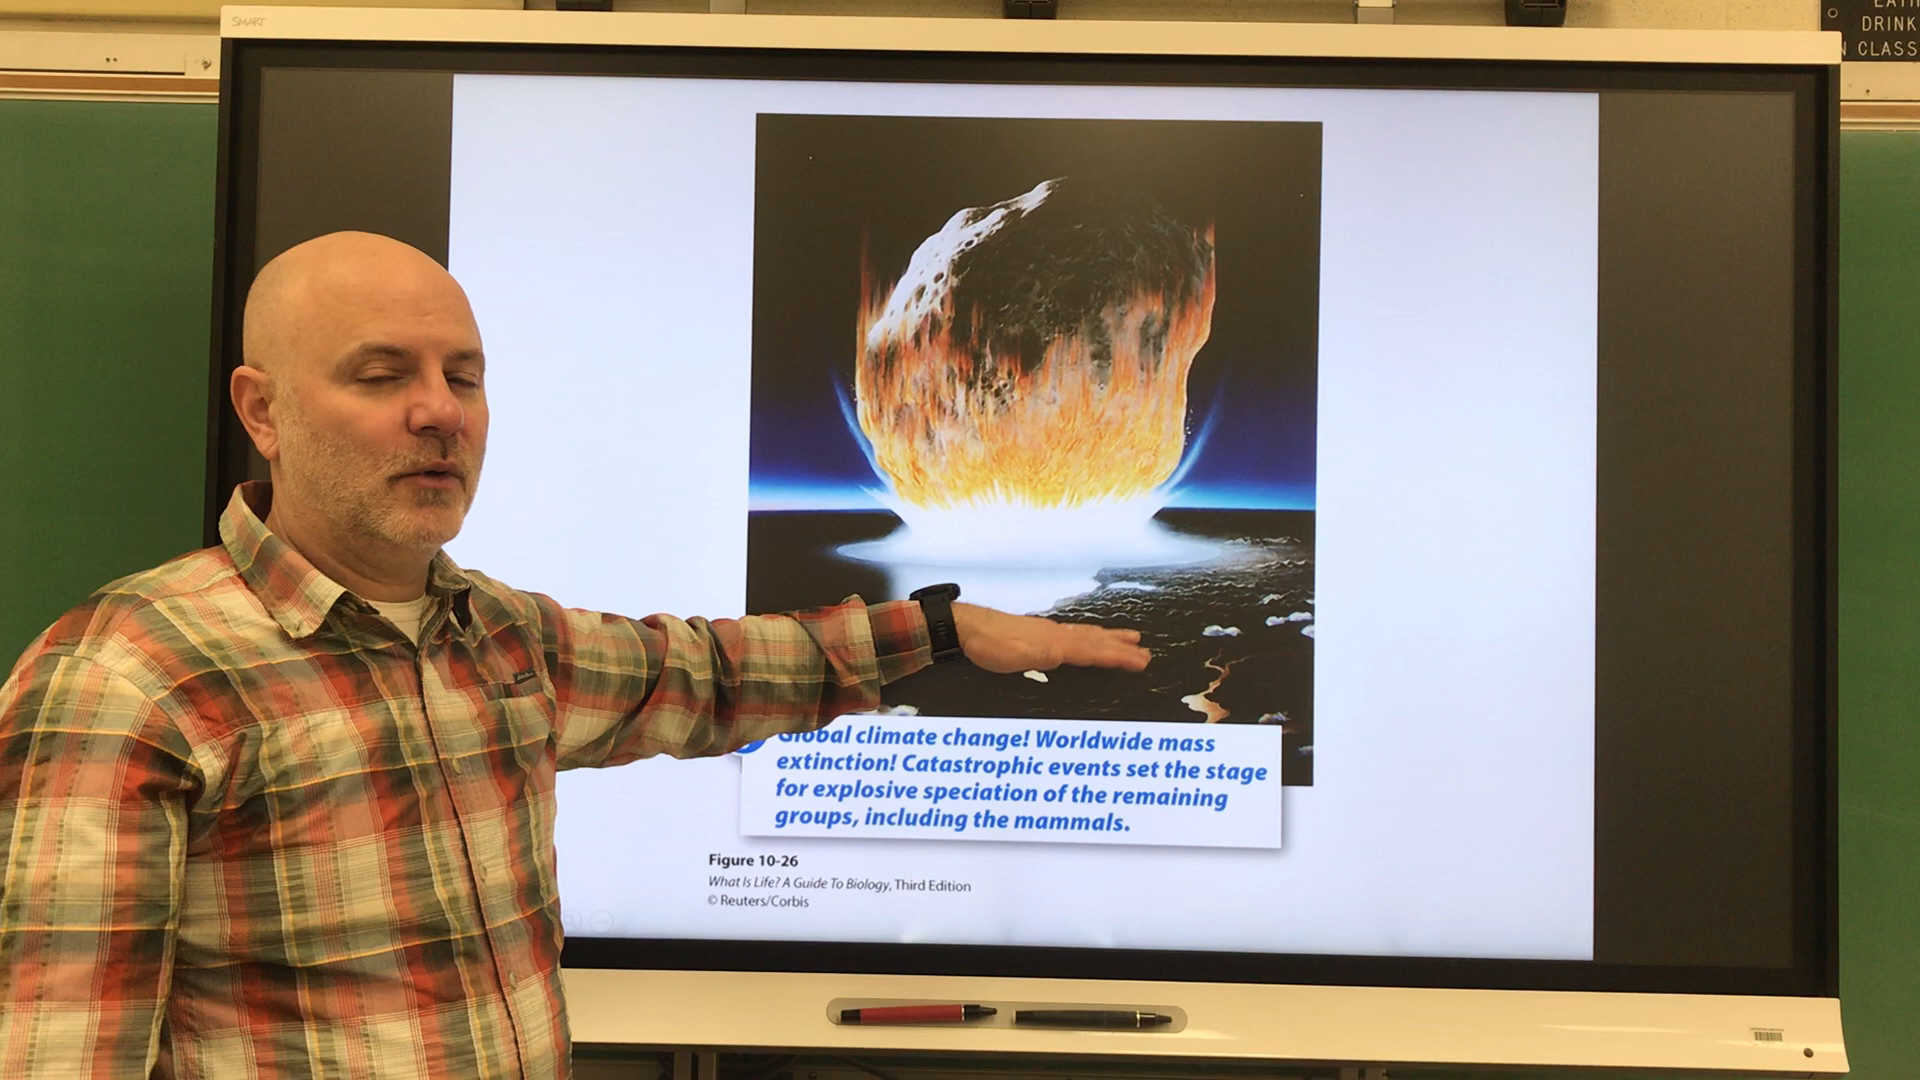 SMART
DRINK
CLASS
Global climate change! Worldwide mass
extinction! Catastrophic events set the stage
for explosive speciation of the remaining
groups, including the mammals.
Figure 10-26
What Is Life? A Guide To Biology, Third Edition
© Reuters/Corbis